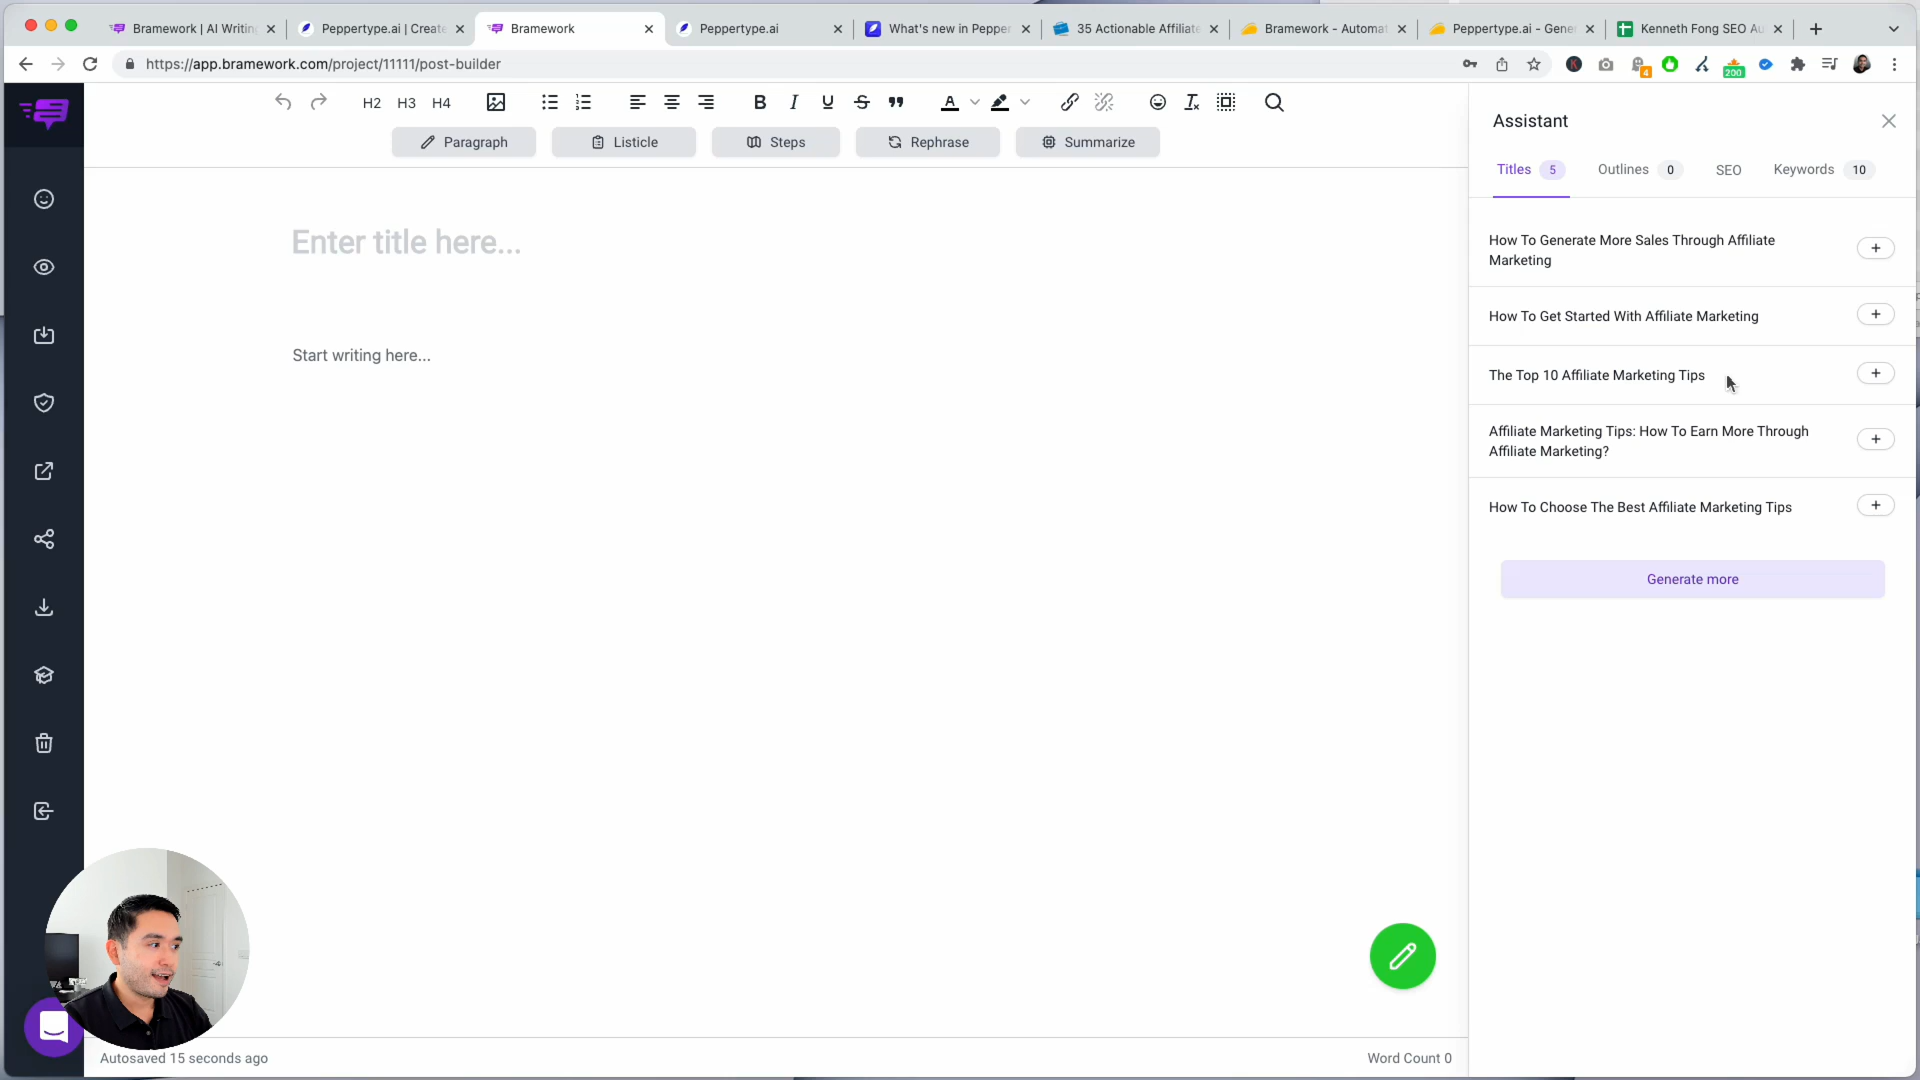 Bramework | AI Writin
Peppertype.ai | Create
Bramework
Peppertype.ai
What's new in Pepper
35 Actionable Affiliate
Bramework - Automat
Peppertype.ai - Gene
Kenneth Fong SEO Au
https://app.bramework.com/project/11111/post-builder
4
200
H2 H3 H4
B I U S A
Paragraph
Listicle
Steps
Rephrase
Summarize
Enter title here...
Start writing here...
Autosaved 15 seconds ago
Word Count 0
Assistant
Titles 5
Outlines 0
SEO
Keywords 10
How To Generate More Sales Through Affiliate
Marketing
How To Get Started With Affiliate Marketing
The Top 10 Affiliate Marketing Tips
Affiliate Marketing Tips: How To Earn More Through
Affiliate Marketing?
How To Choose The Best Affiliate Marketing Tips
Generate more